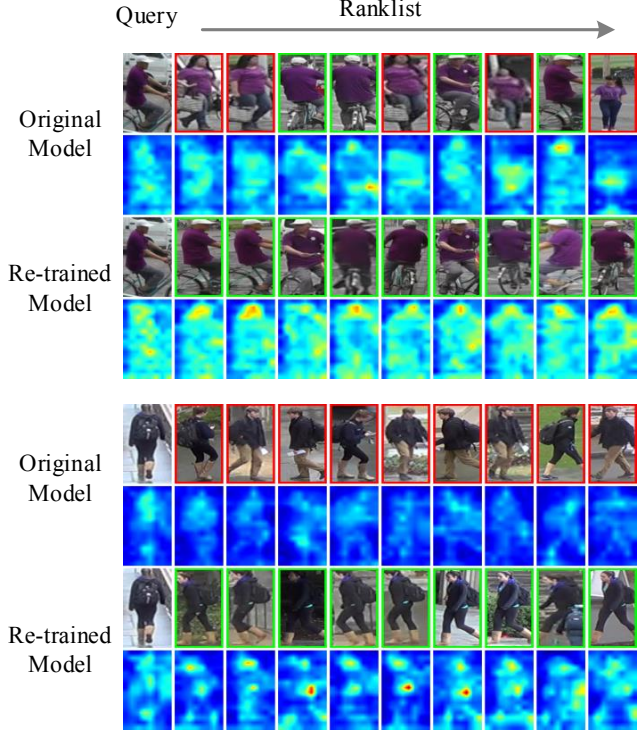 Query
Ranklist
Original
Model
Re-trained
Model
Original
Model
Re-trained
Model